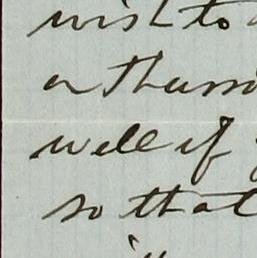 wish to
on Thurs
well if
so that